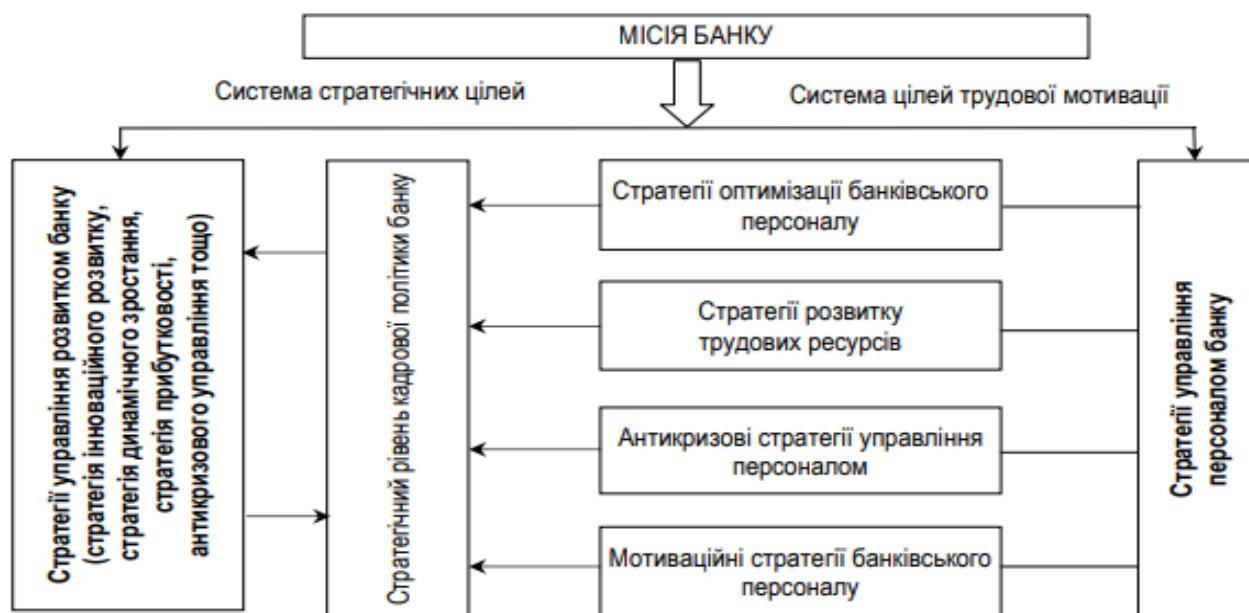 МІСІЯ БАНКУ
Система стратегічних цілей
Система цілей трудової мотивації
Стратегії управління розвитком банку
(стратегія інноваційного розвитку,
стратегія динамічного зростання,
стратегія прибутковості,
антикризового управління тощо)
Стратегічний рівень кадрової політики банку
Стратегії оптимізації банківського
персоналу
Стратегії розвитку
трудових ресурсів
Антикризові стратегії управління
персоналом
Мотиваційні стратегії банківського
персоналу
Стратегії управління
персоналом банку